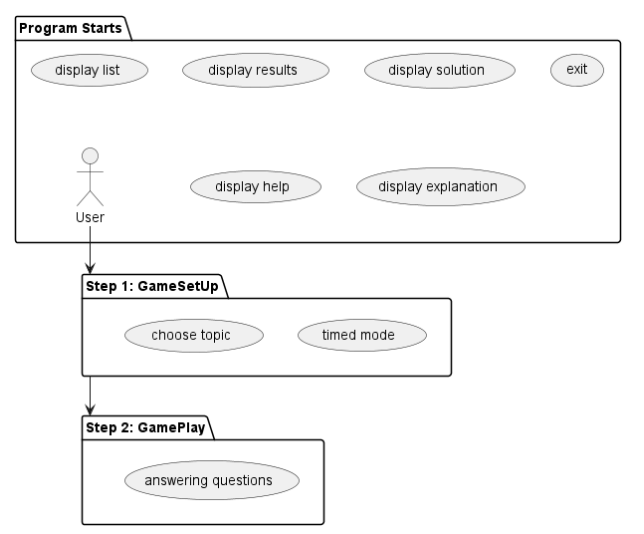 Program Starts
display list
display results
display solution
exit
display help
display explanation
User
Step 1: GameSetUp
choose topic
timed mode
Step 2: GamePlay
answering questions